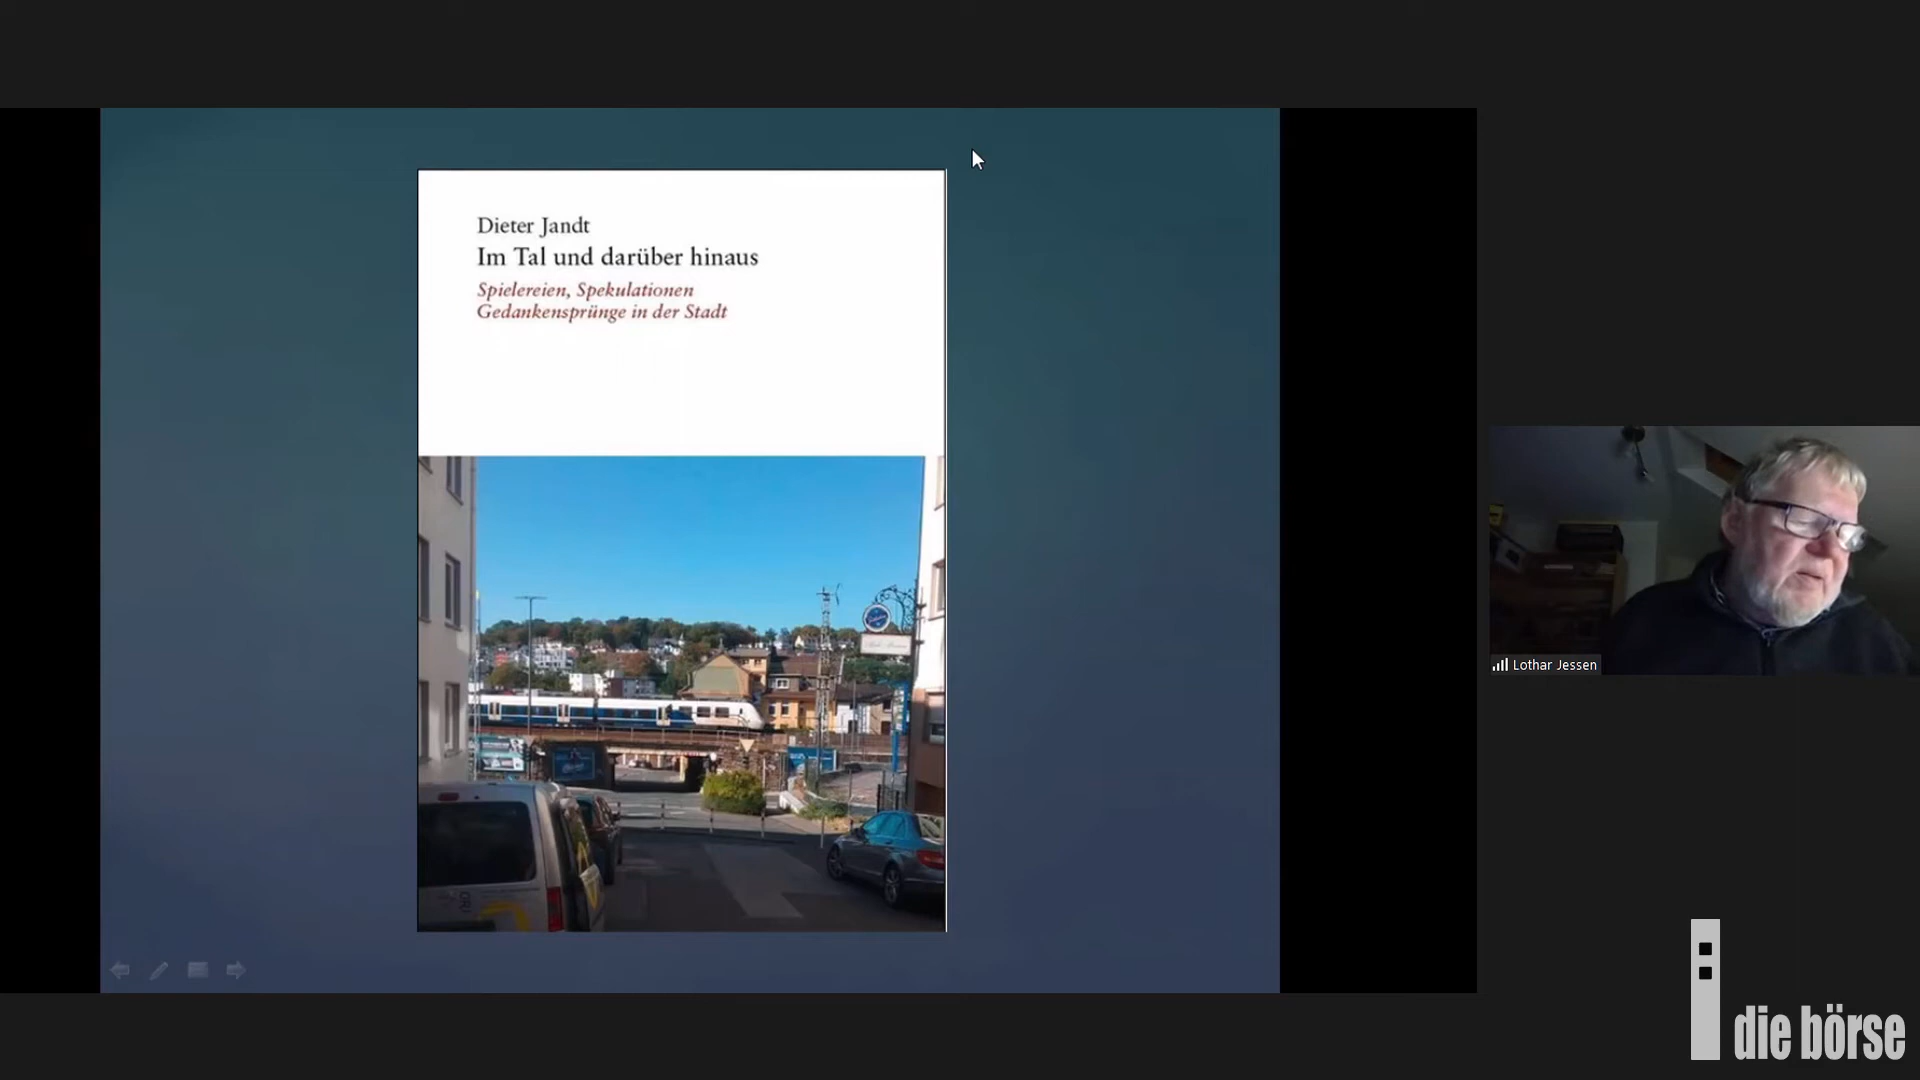 Dieter Jandt
Im Tal und darüber hinaus
Spielereien, Spekulationen
Gedankensprünge in der Stadt
Lothar Jessen
die börse